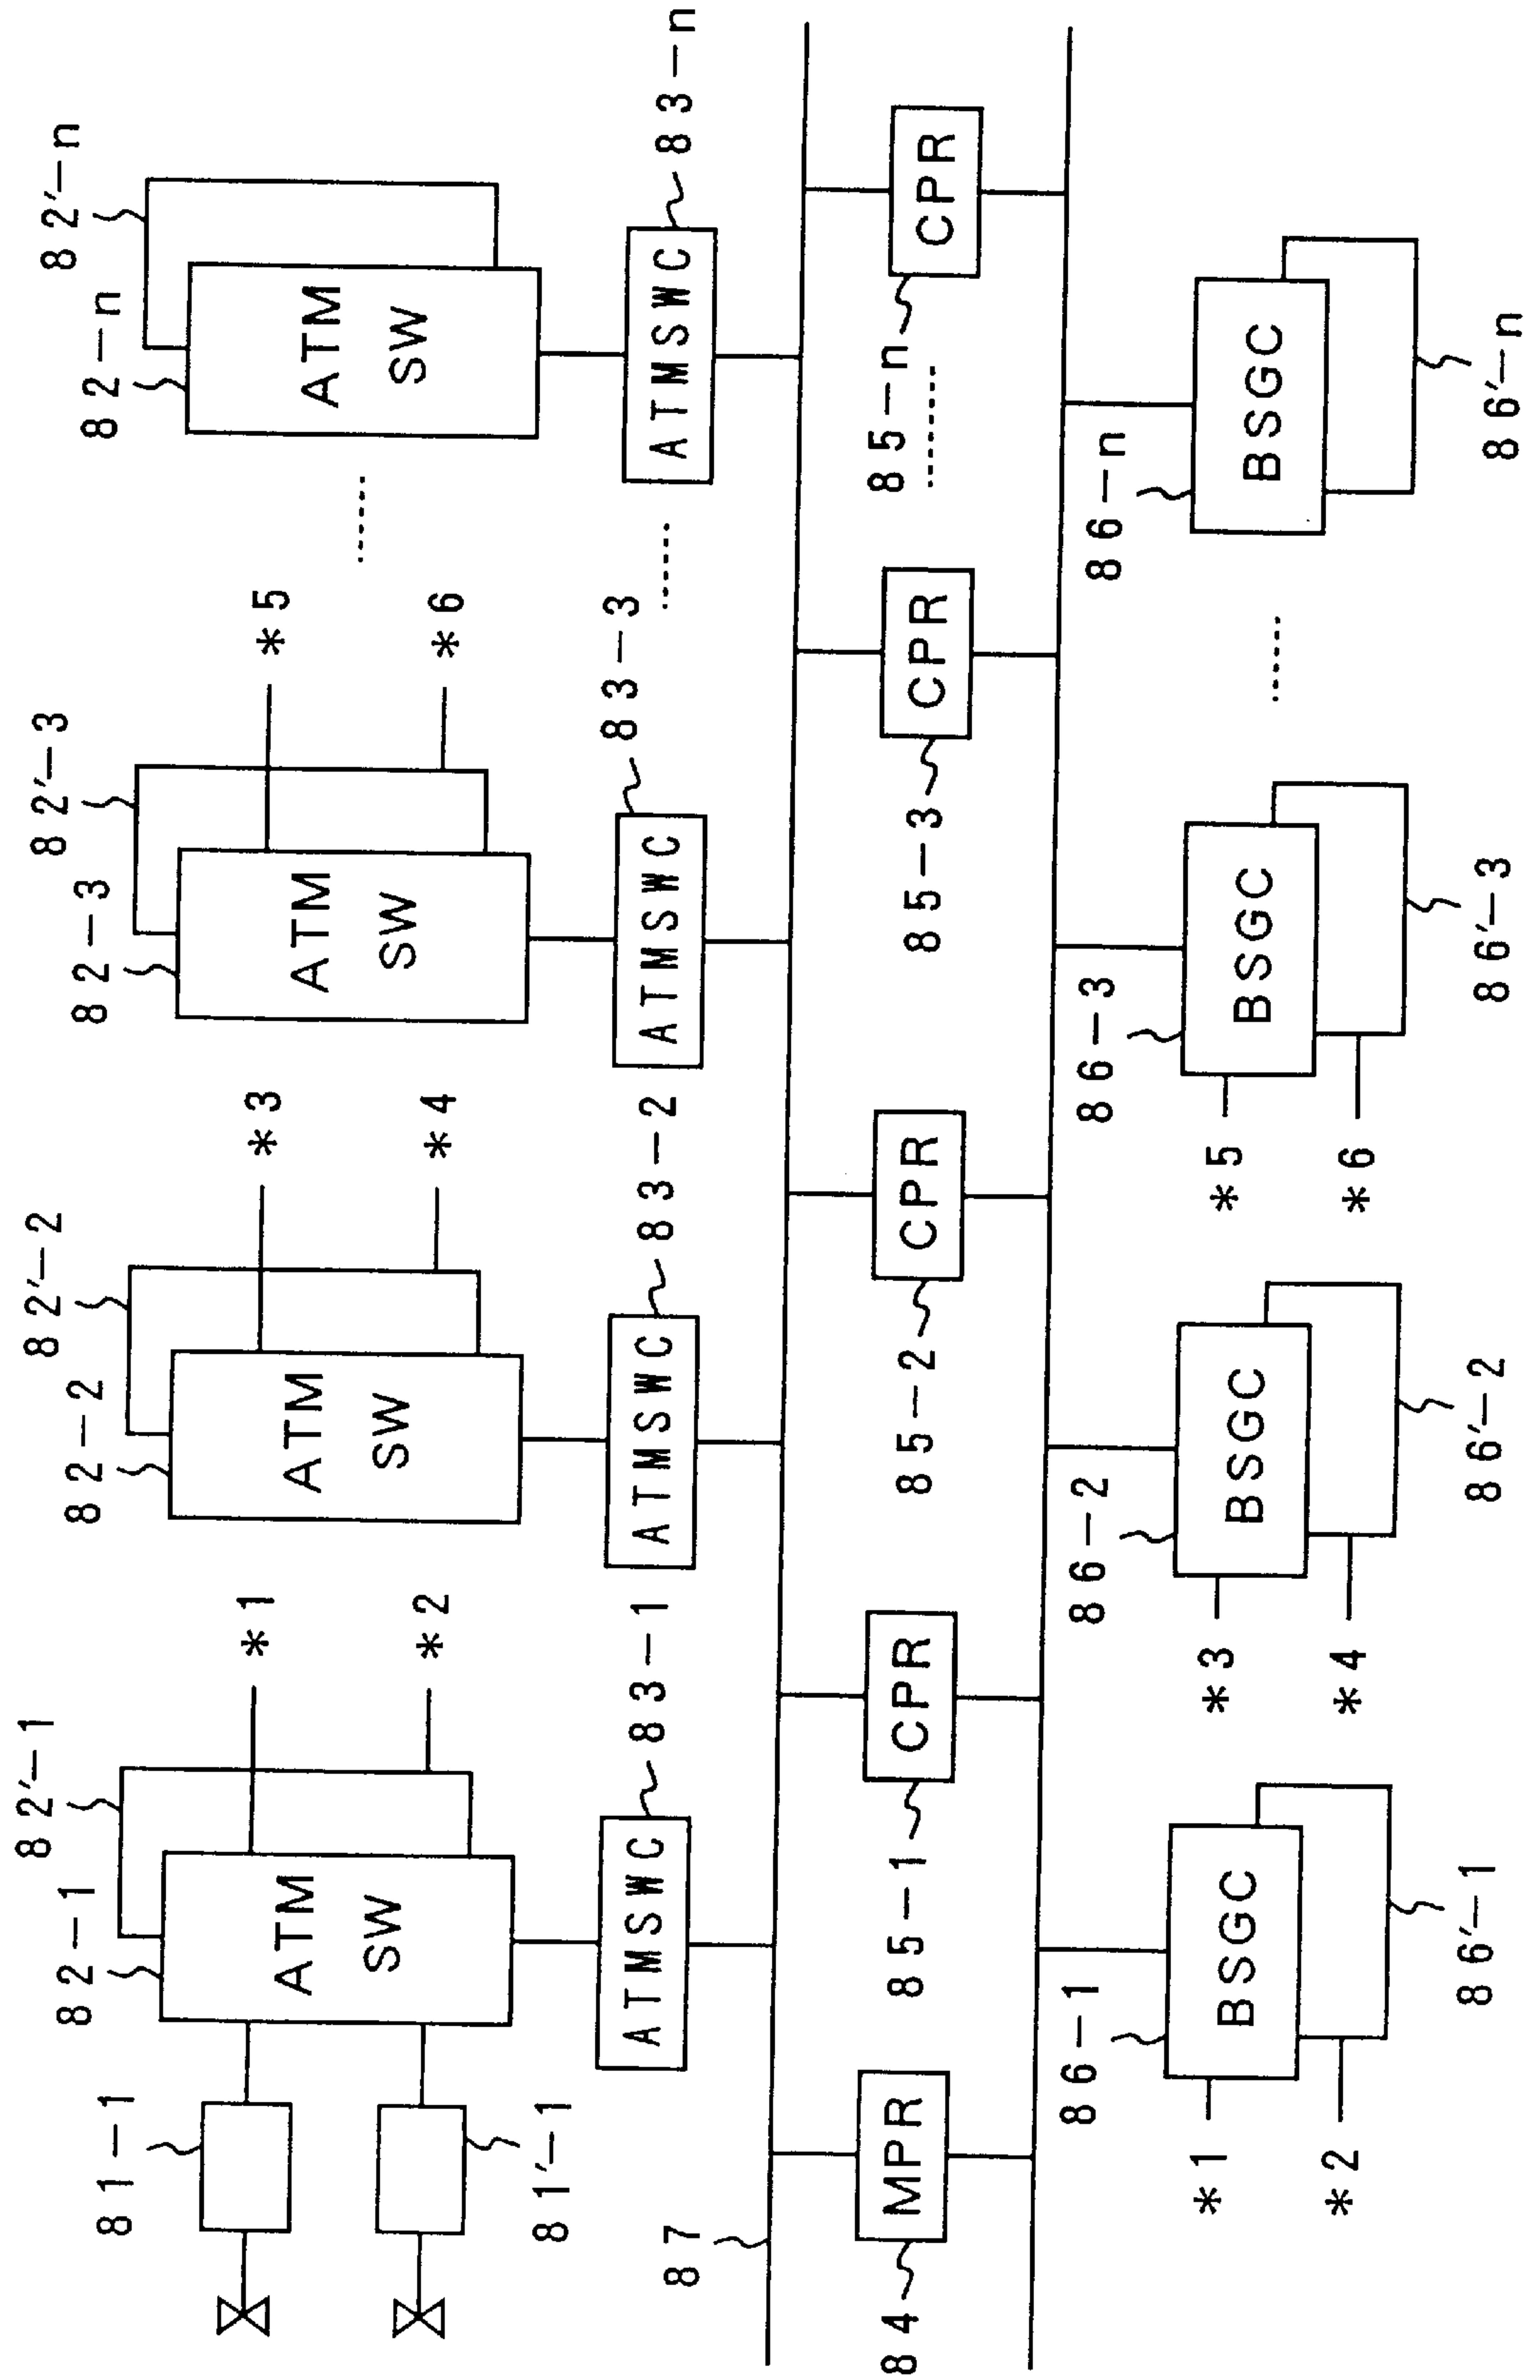 82'-1
82'-2
82'-3
82'-n
82-1
82-2
82-3
82-n
81-1
*1
*3
*5
ATM
SW
ATM
SW
ATM
SW
ATM
SW
*2
*4
*6
81'-1
83-1
83-2
83-3
83-n
ATMSWC
ATMSWC
ATMSWC
ATMSWC
87
84
MPR
CPR
CPR
CPR
CPR
85-1
85-2
85-3
85-n
86-1
86-2
86-3
86-n
*1
BSGC
*3
BSGC
*5
BSGC
BSGC
*2
*4
*6
86'-1
86'-2
86'-3
86'-n